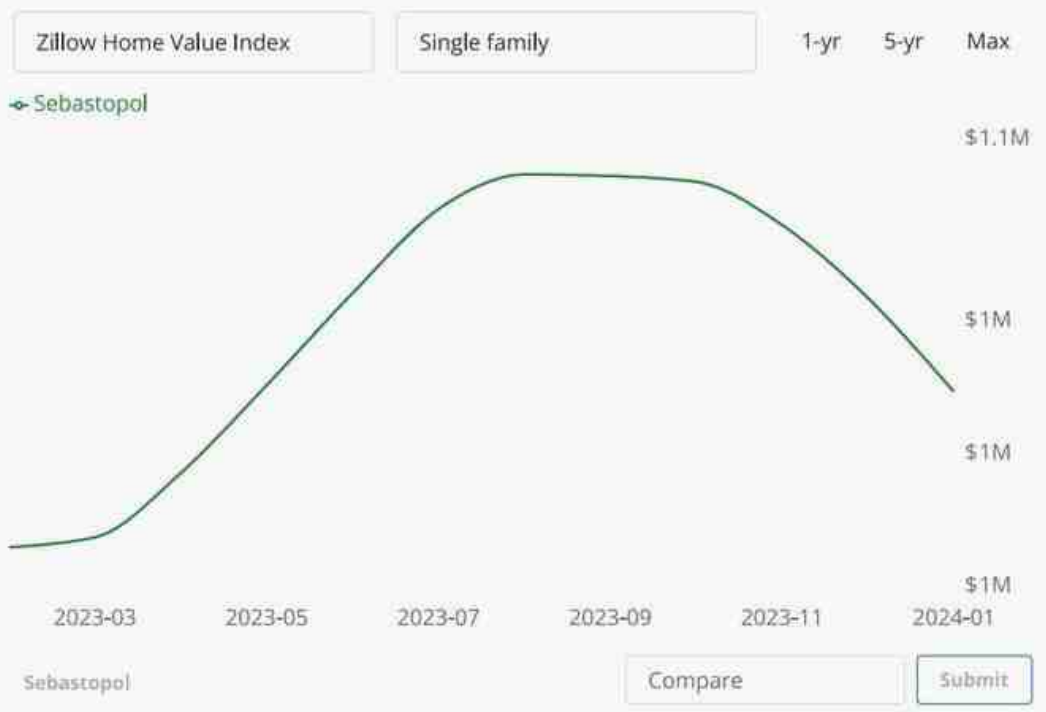 Zillow Home Value Index
Single family
1-yr 5-yr Max
Sebastopol
$1.1M
$1M
$1M
$1M
2023-03 2023-05 2023-07 2023-09 2023-11 2024-01
Sebastopol
Compare
Submit